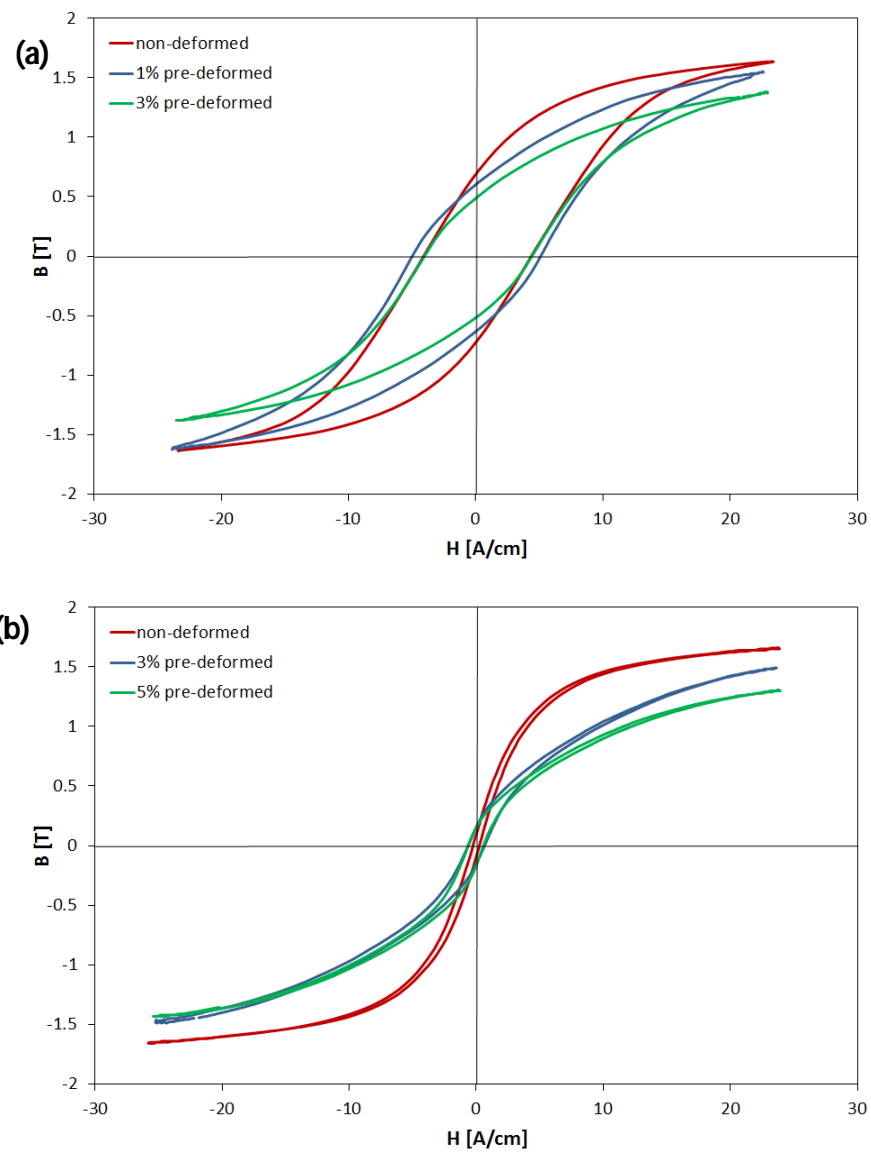 (a)
non-deformed
1% pre-deformed
3% pre-deformed
B [T]
2
1.5
1
0.5
0
-0.5
-1
-1.5
-2
-30 -20 -10 0 10 20 30
H [A/cm]
(b)
non-deformed
3% pre-deformed
5% pre-deformed
B [T]
2
1.5
1
0.5
0
-0.5
-1
-1.5
-2
-30 -20 -10 0 10 20 30
H [A/cm]